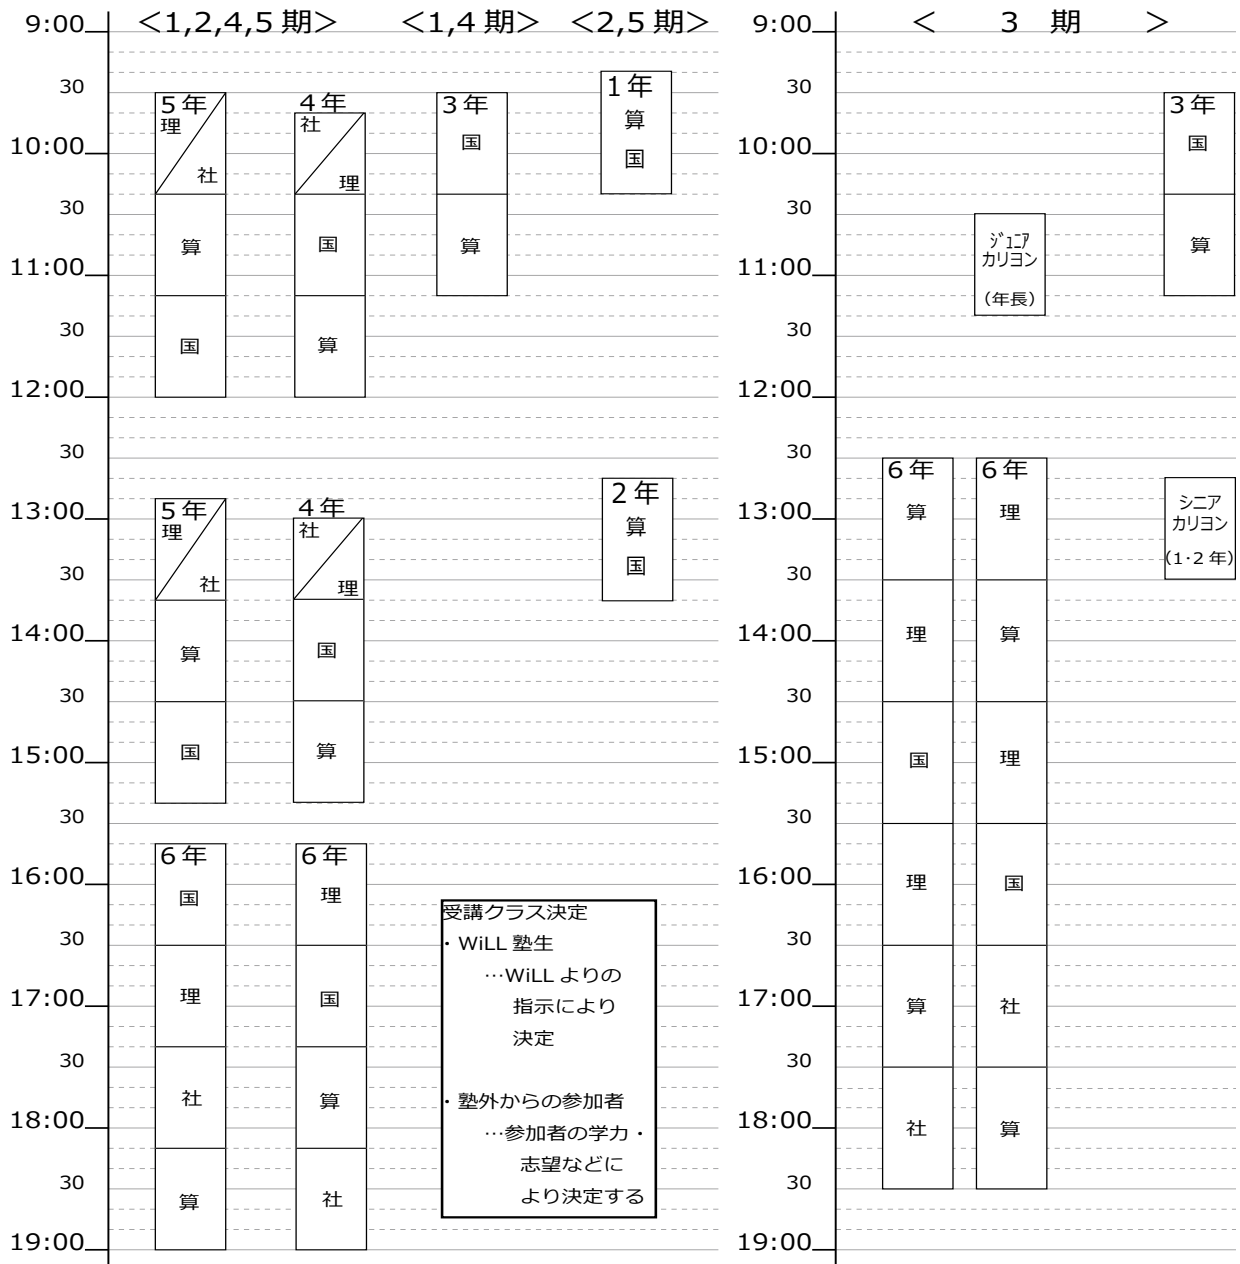 <1,2,4,5 期> <1,4 期> <2,5 期>
9:00
30
10:00
30
11:00
30
12:00
30
13:00
30
14:00
30
15:00
30
16:00
30
17:00
30
18:00
30
19:00
5年
理
社
算
国
4年
社
理
国
算
3年
国
算
1年
算
国
5年
理
社
算
国
4年
社
理
国
算
2年
算
国
6年
国
理
社
算
6年
理
国
算
社
受講クラス決定
・WiLL 塾生
…WiLL よりの
指示により
決定
・塾外からの参加者
…参加者の学力・
志望などに
より決定する
< 3 期 >
9:00
30
10:00
30
11:00
30
12:00
30
13:00
30
14:00
30
15:00
30
16:00
30
17:00
30
18:00
30
19:00
ジュニア
カリヨン
(年長)
3年
国
算
6年
算
理
国
理
算
社
6年
理
算
理
国
社
算
シニア
カリヨン
(1·2 年)